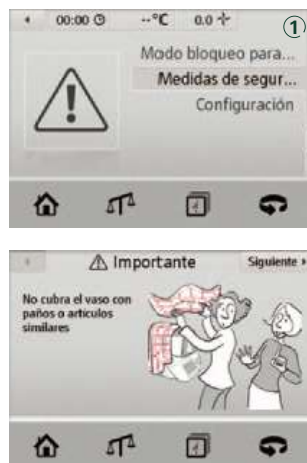 00:00 --°C 0.0 ①
Modo bloqueo para...
Medidas de segur...
Configuración
⚠ Importante Siguiente
No cubra el vaso con
paños o artículos
similares